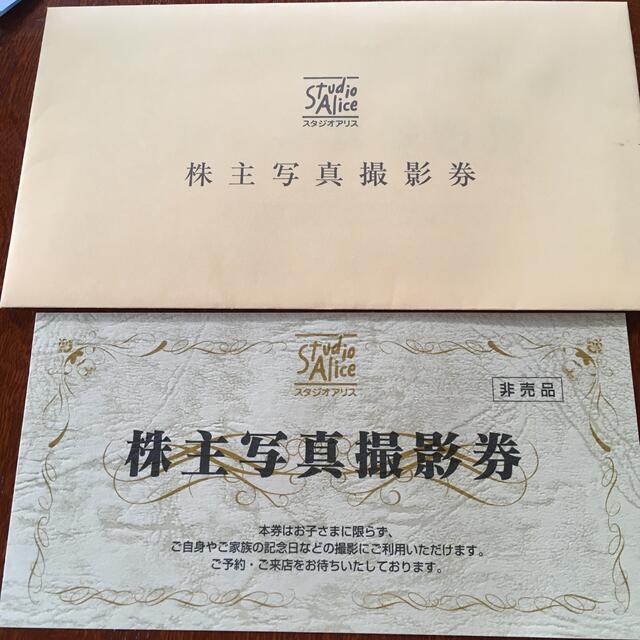 Studio
Alice
スタジオアリス
株主写真撮影券
Studio
Alice
スタジオアリス
非売品
株主写真撮影券
本券はお子さまに限らず、
ご自身やご家族の記念日などの撮影にご利用いただけます。
ご予約・ご来店をお待ちいたしております。